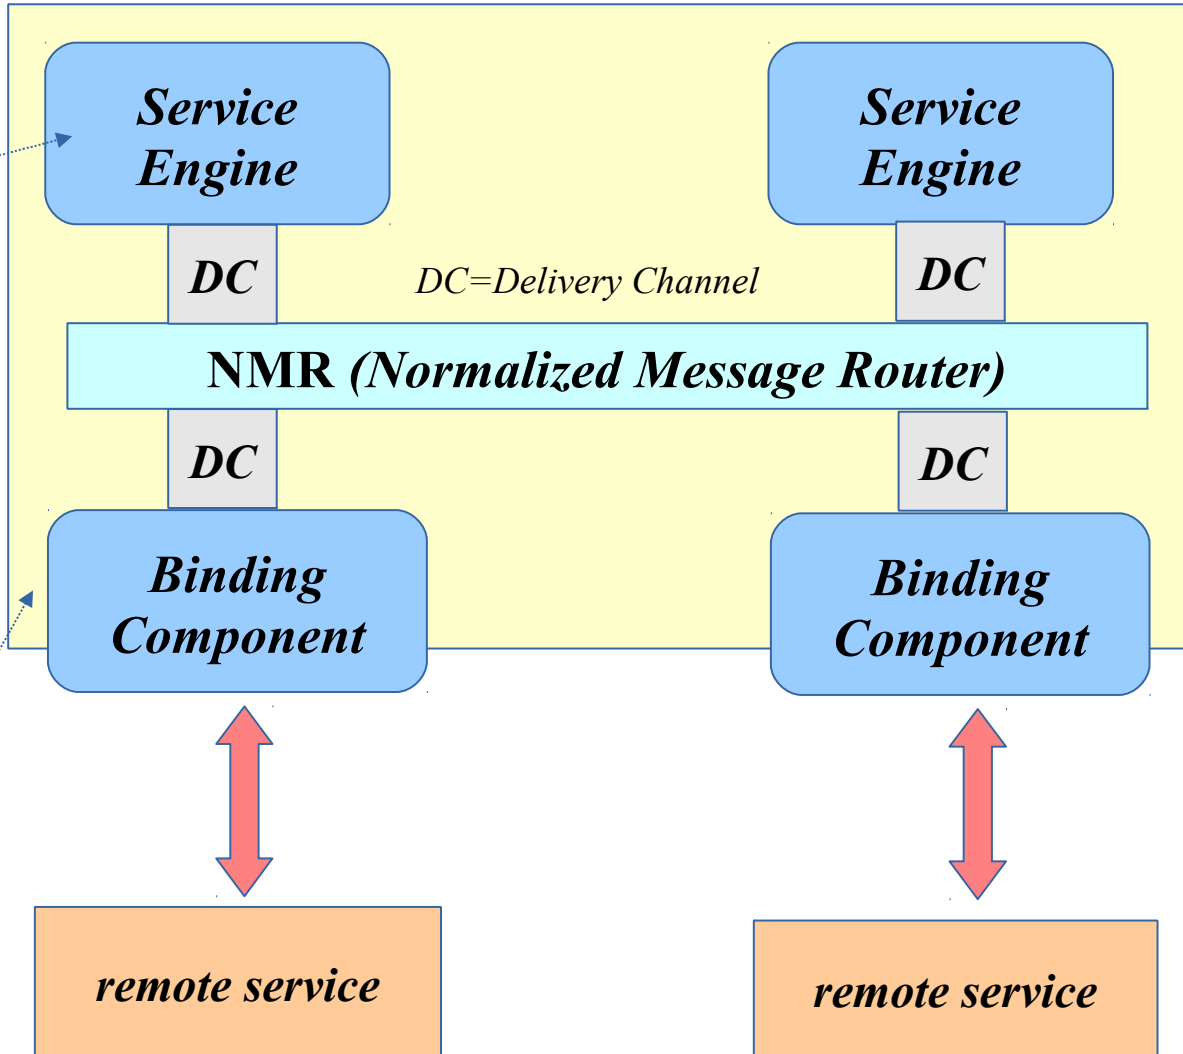 Service
Engine
Service
Engine
DC
DC=Delivery Channel
DC
NMR (Normalized Message Router)
DC
DC
Binding
Component
Binding
Component
remote service
remote service